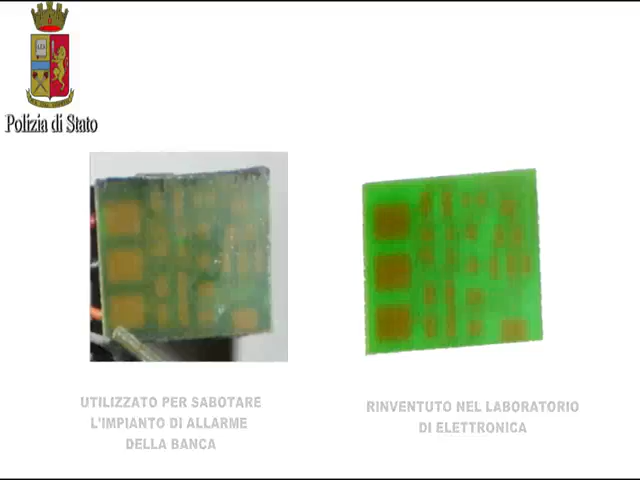 Polizia di Stato
UTILIZZATO PER SABOTARE
L'IMPIANTO DI ALLARME
DELLA BANCA
RINVENTUTO NEL LABORATORIO
DI ELETTRONICA